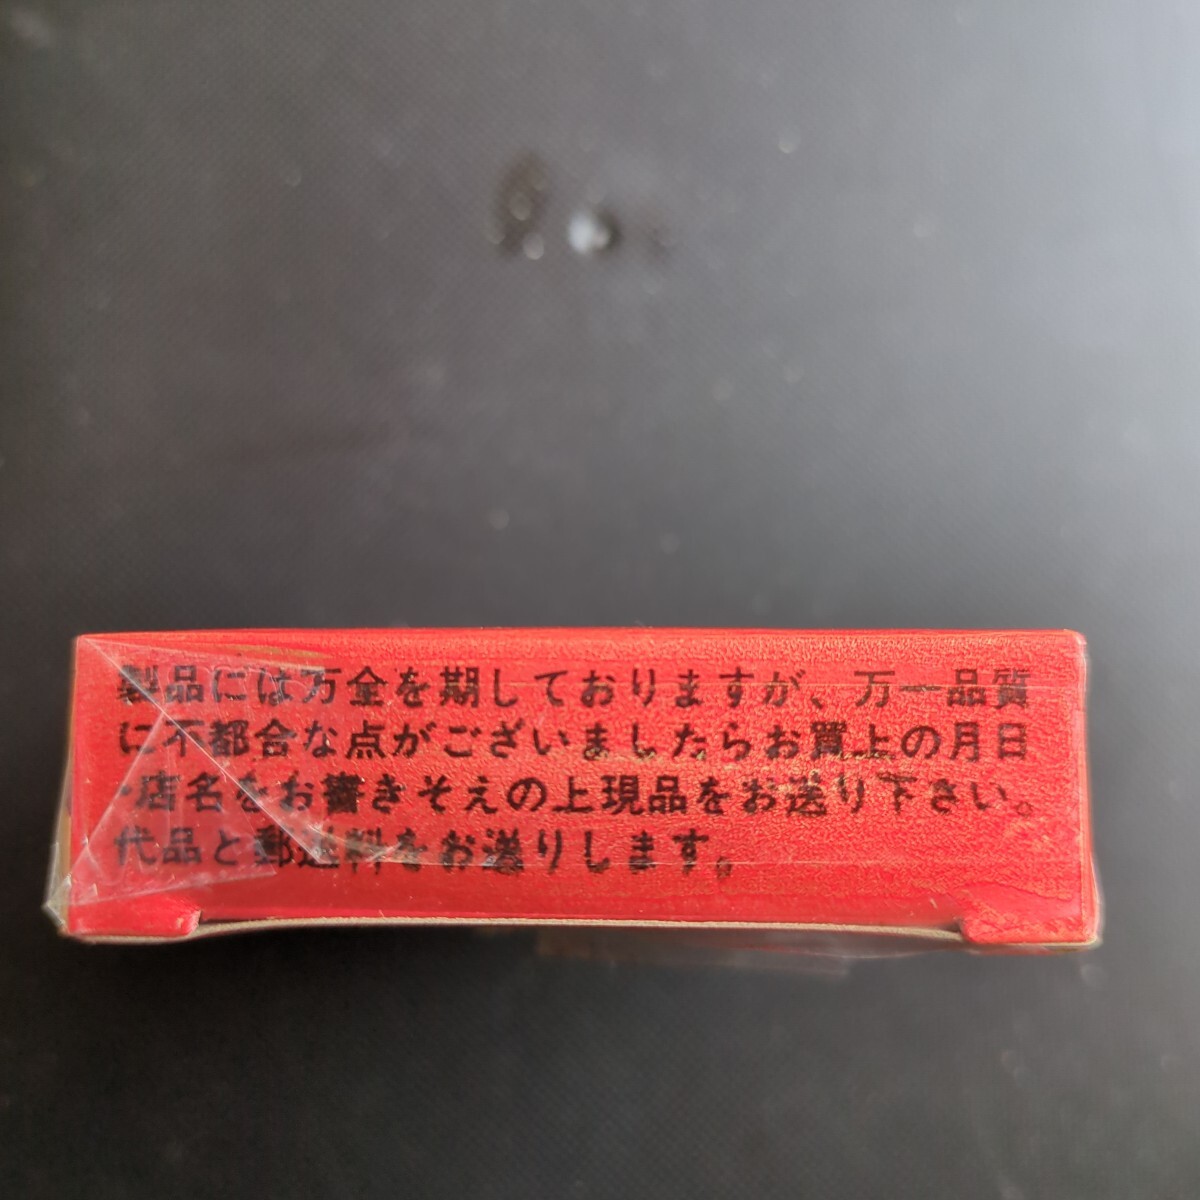 製品には万全を期しておりますが、万一品質
に不都合な点がございましたらお買上の月日
・店名をお書きそえの上現品をお送り下さい。
代品と郵送料をお送りします。